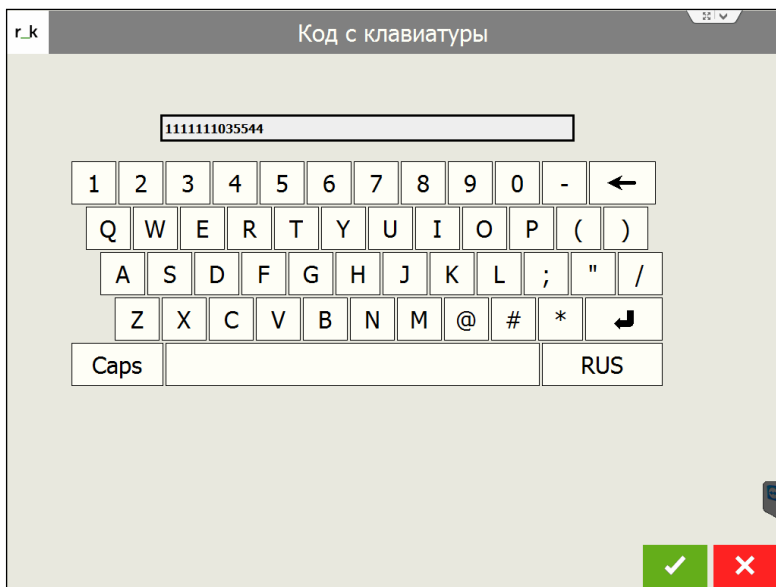 r_k
Код с клавиатуры
1111111035544
1 2 3 4 5 6 7 8 9 0 -
Q W E R T Y U I O P ( )
A S D F G H J K L ; " /
Z X C V B N M @ # *
Caps RUS